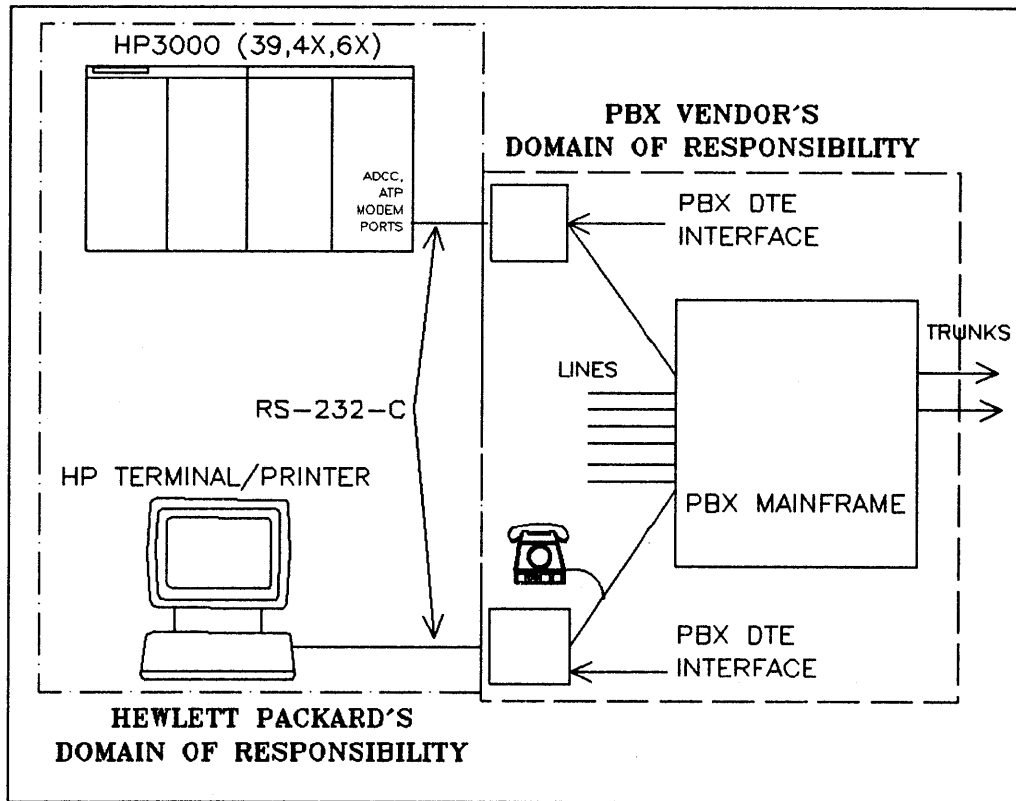 HP3000 (39,4X,6X)
ADCC,
ATP
MODEM
PORTS
PBX VENDOR'S
DOMAIN OF RESPONSIBILITY
PBX DTE
INTERFACE
TRUNKS
LINES
RS-232-C
HP TERMINAL/PRINTER
PBX MAINFRAME
PBX DTE
INTERFACE
HEWLETT PACKARD'S
DOMAIN OF RESPONSIBILITY